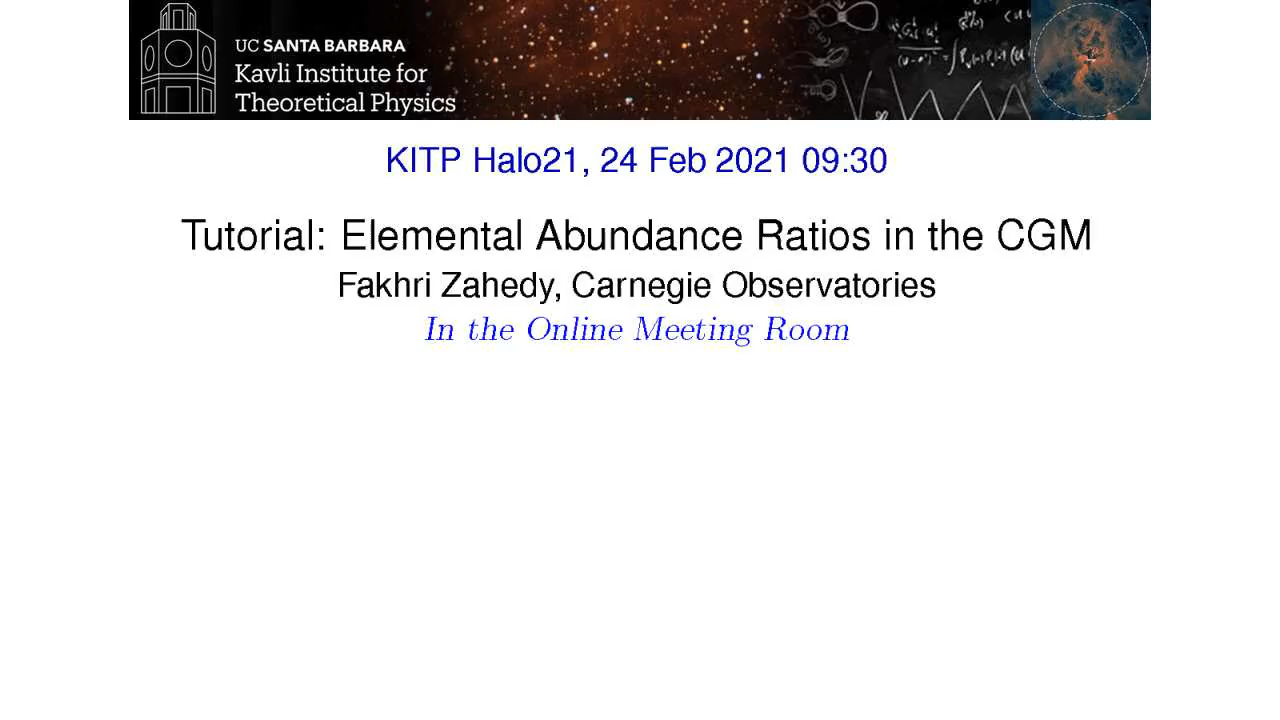 UC SANTA BARBARA
Kavli Institute for
Theoretical Physics
KITP Halo21, 24 Feb 2021 09:30
Tutorial: Elemental Abundance Ratios in the CGM
Fakhri Zahedy, Carnegie Observatories
In the Online Meeting Room